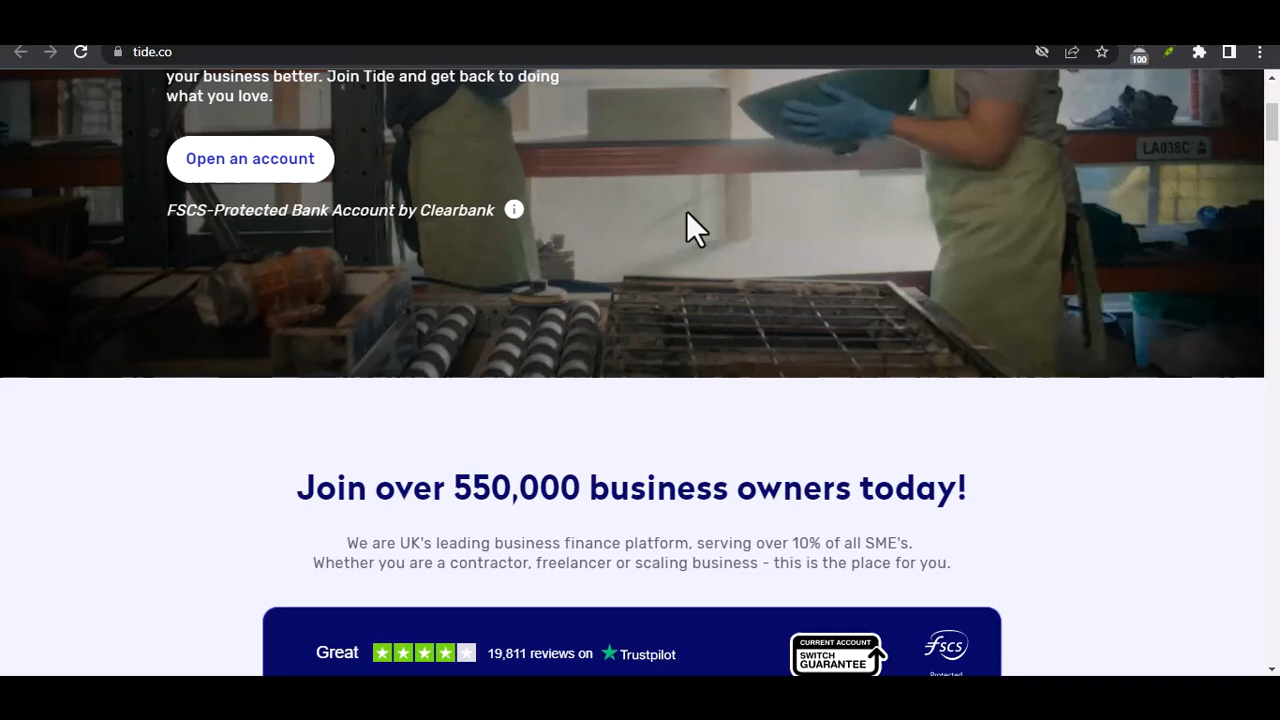 tide.co
100
your business better. Join Tide and get back to doing
what you love.
LA038C
Open an account
FSCS-Protected Bank Account by Clearbank
Join over 550,000 business owners today!
We are UK's leading business finance platform, serving over 10% of all SME's.
Whether you are a contractor, freelancer or scaling business - this is the place for you.
Great 19,811 reviews on Trustpilot
CURRENT ACCOUNT
SWITCH
GUARANTEE
FSCS
Protected